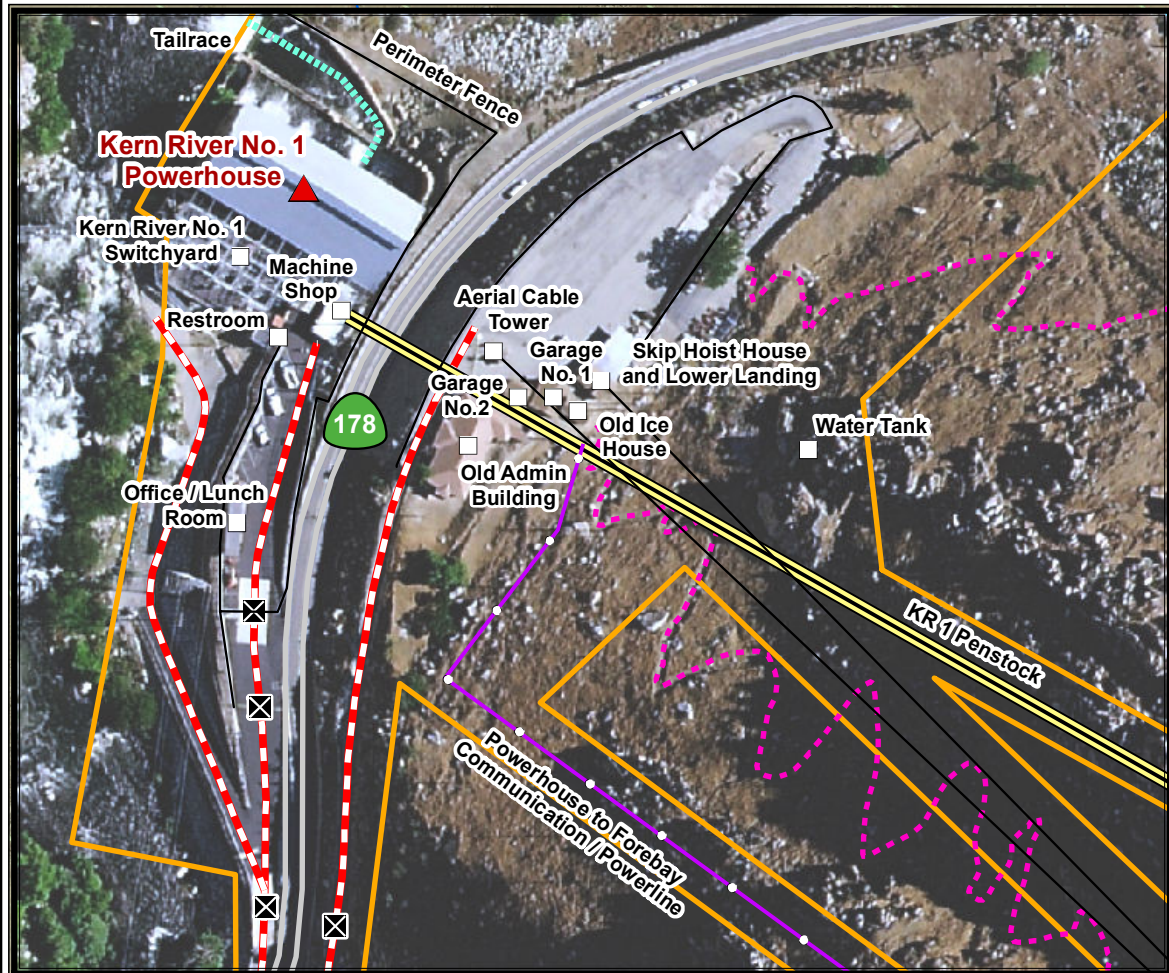 Tailrace
Perimeter Fence
Kern River No. 1
Powerhouse
Kern River No. 1
Switchyard
Machine
Shop
Restroom
Aerial Cable
Tower
Garage
No. 1
Skip Hoist House
and Lower Landing
Garage
No.2
178
Old Ice
House
Water Tank
Old Admin
Building
Office / Lunch
Room
KR 1 Penstock
Powerhouse to Forebay
Communication / Powerline